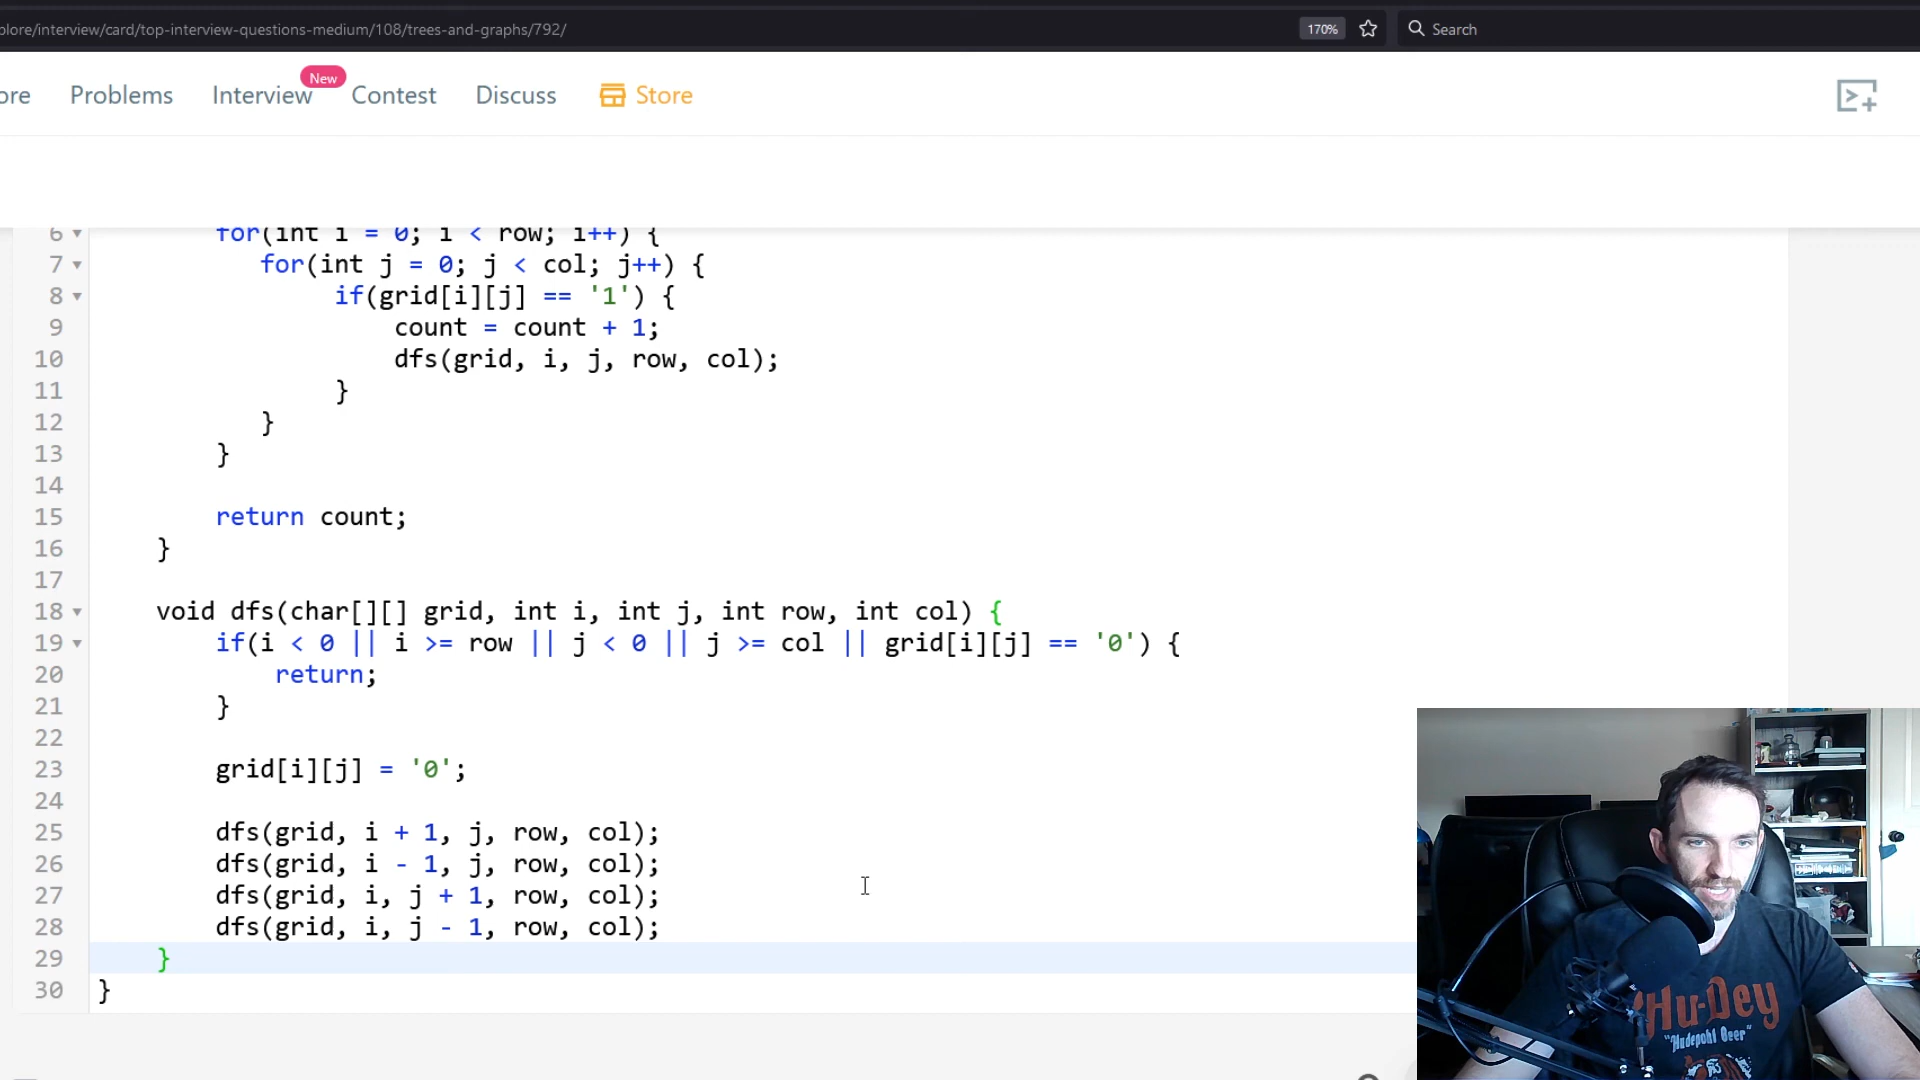 plore/interview/card/top-interview-questions-medium/108/trees-and-graphs/792/
170%
Search
ore
Problems
Interview
New
Contest
Discuss
Store
6 for(int i = 0; i < row; i++) {
7 for(int j = 0; j < col; j++) {
8 if(grid[i][j] == '1') {
9 count = count + 1;
10 dfs(grid, i, j, row, col);
11 }
12 }
13 }
14
15 return count;
16 }
17
18 void dfs(char[][] grid, int i, int j, int row, int col) {
19 if(i < 0 || i >= row || j < 0 || j >= col || grid[i][j] == '0') {
20 return;
21 }
22
23 grid[i][j] = '0';
24
25 dfs(grid, i + 1, j, row, col);
26 dfs(grid, i - 1, j, row, col);
27 dfs(grid, i, j + 1, row, col);
28 dfs(grid, i, j - 1, row, col);
29 }
30 }
Hu-Dey
"Hudepohl Beer"